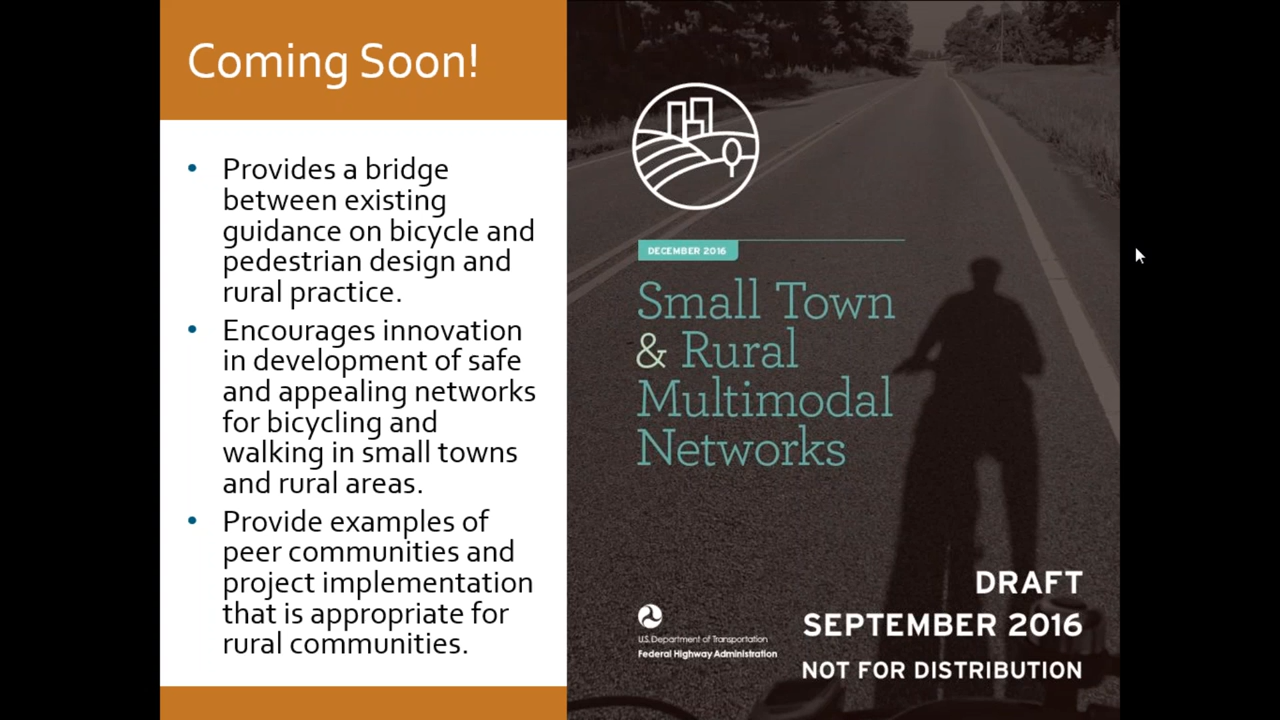 Coming Soon!
• Provides a bridge
between existing
guidance on bicycle and
pedestrian design and
rural practice.
• Encourages innovation
in development of safe
and appealing networks
for bicycling and
walking in small towns
and rural areas.
• Provide examples of
peer communities and
project implementation
that is appropriate for
rural communities.
DECEMBER 2016
Small Town
& Rural
Multimodal
Networks
U.S. Department of Transportation
Federal Highway Administration
DRAFT
SEPTEMBER 2016
NOT FOR DISTRIBUTION